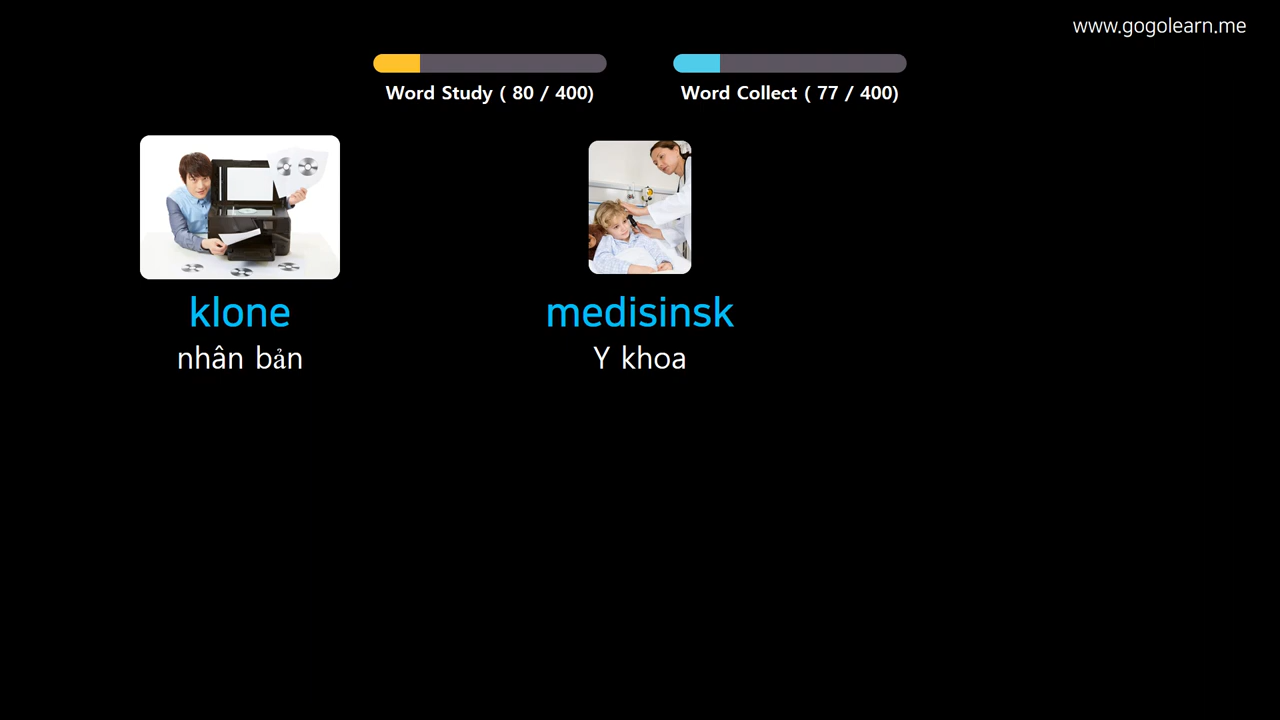 www.gogolearn.me
Word Study ( 80 / 400)
Word Collect ( 77 / 400)
klone
medisinsk
nhân bản
Y khoa